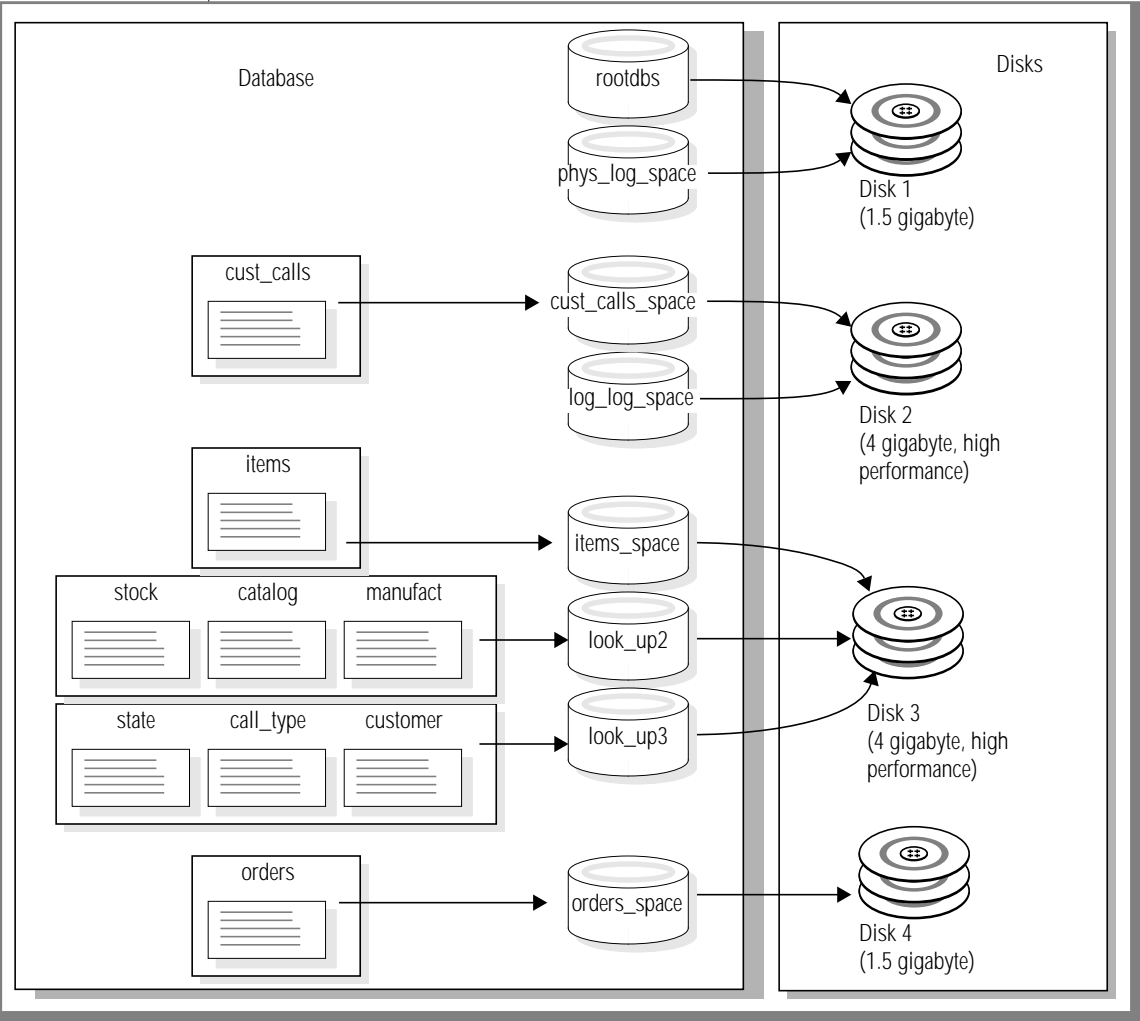 Database
Disks
rootdbs
phys_log_space
Disk 1
(1.5 gigabyte)
cust_calls
cust_calls_space
log_log_space
Disk 2
(4 gigabyte, high
performance)
items
items_space
stock
catalog
manufact
look_up2
state
call_type
customer
look_up3
Disk 3
(4 gigabyte, high
performance)
orders
orders_space
Disk 4
(1.5 gigabyte)